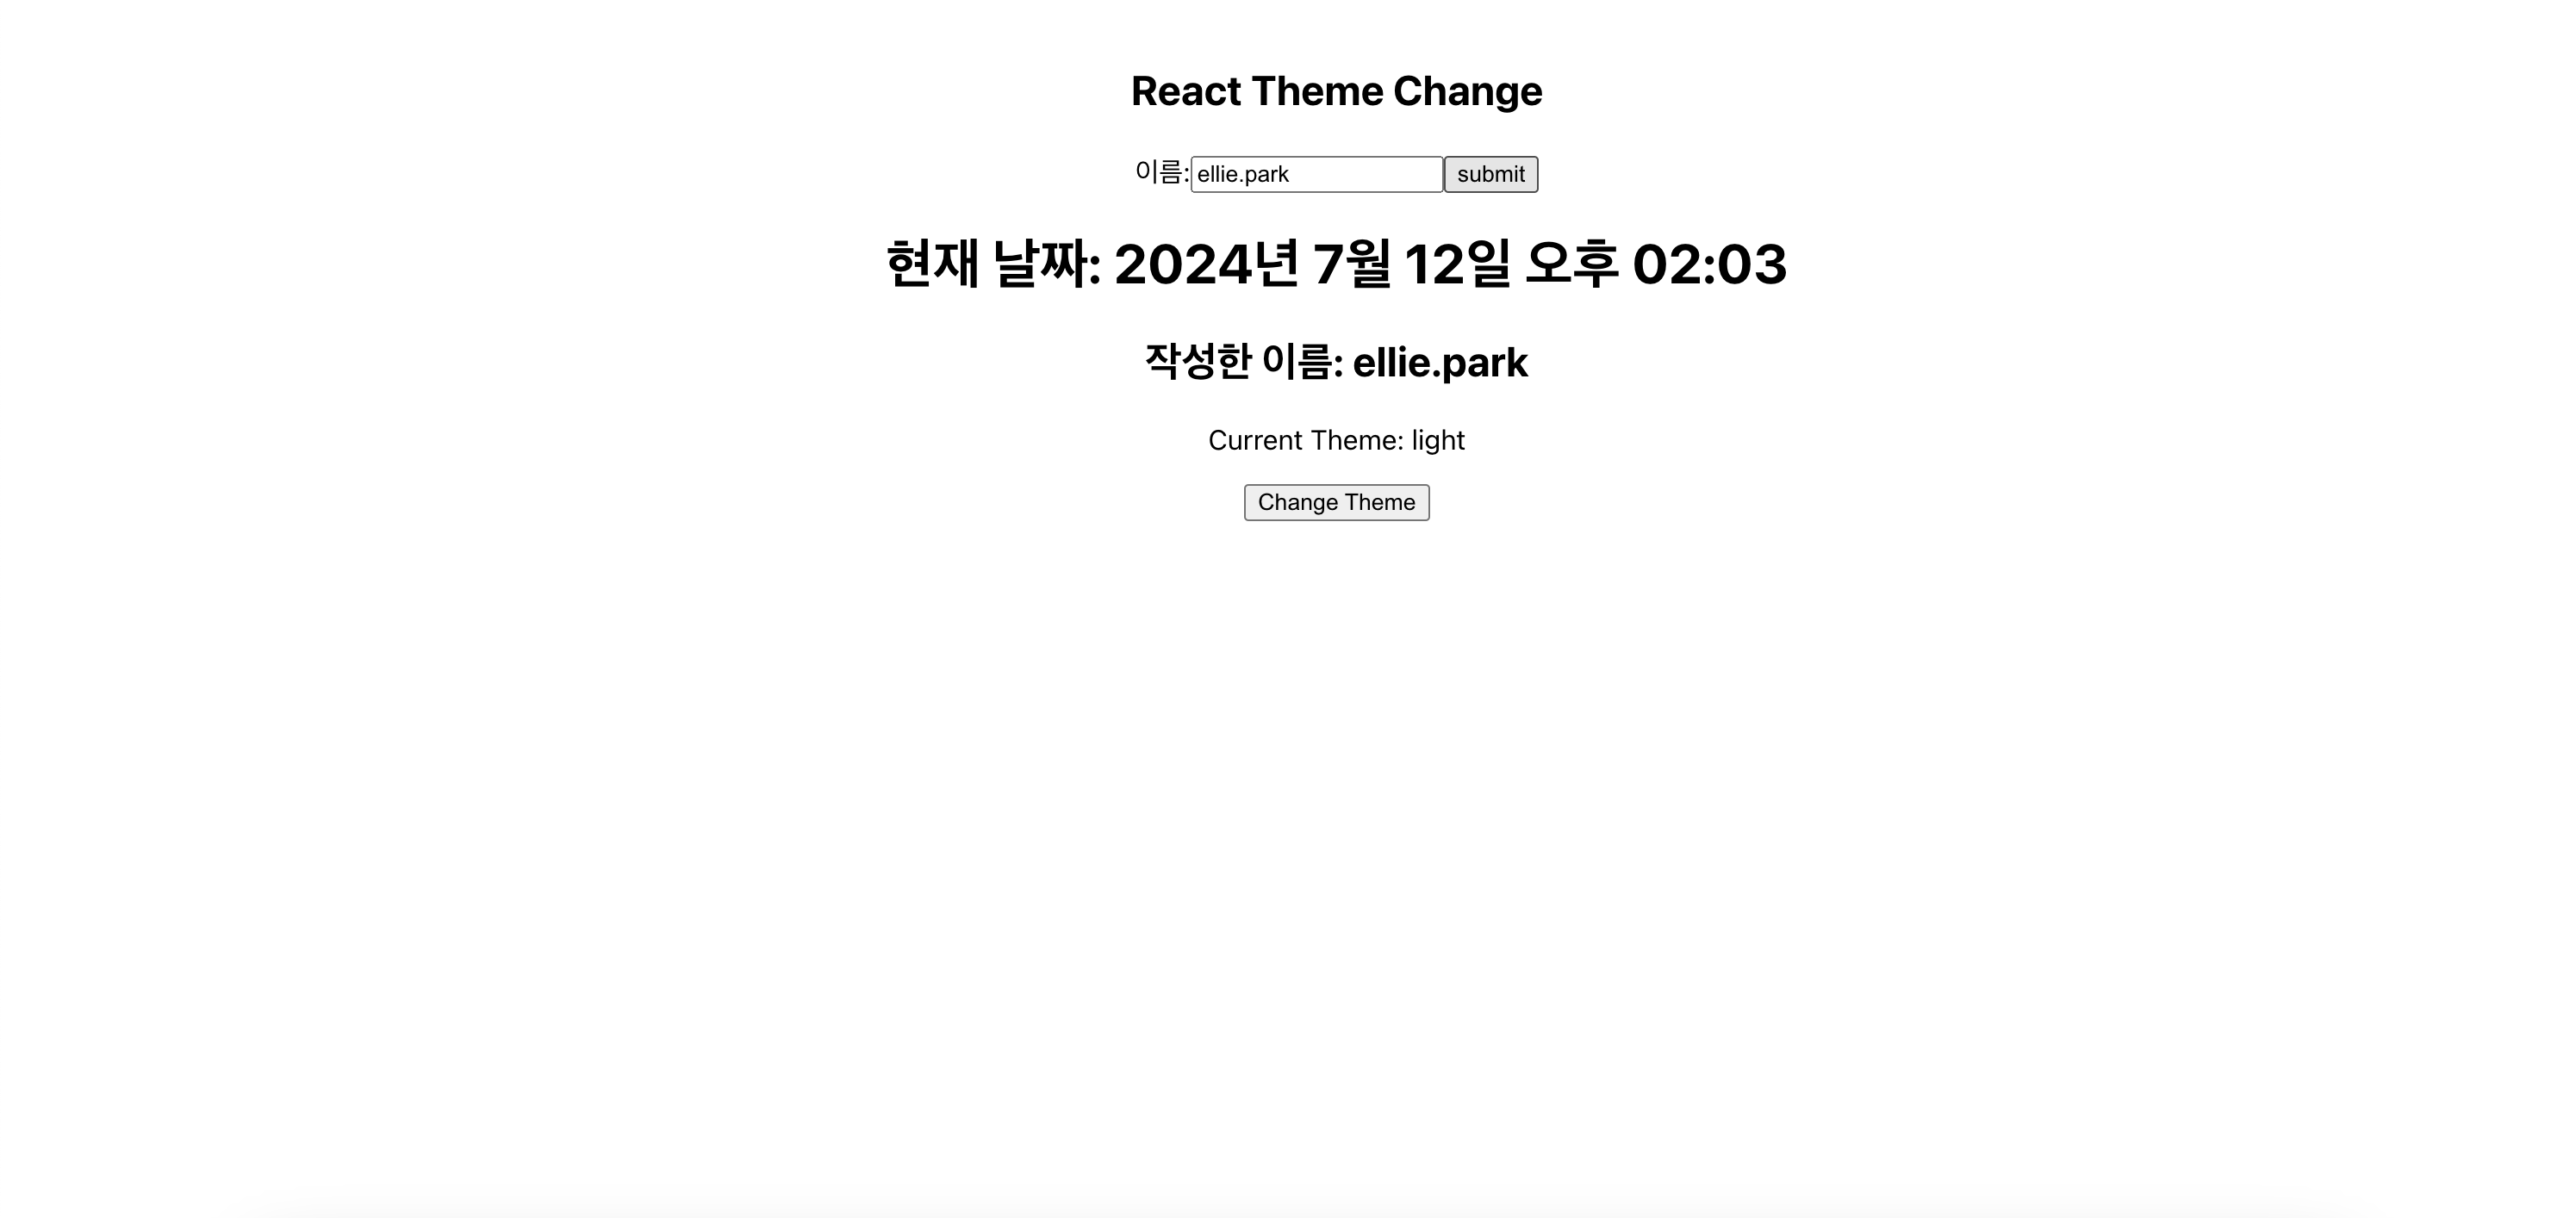 React Theme Change
이름: ellie.park submit
현재 날짜: 2024년 7월 12일 오후 02:03
작성한 이름: ellie.park
Current Theme: light
Change Theme